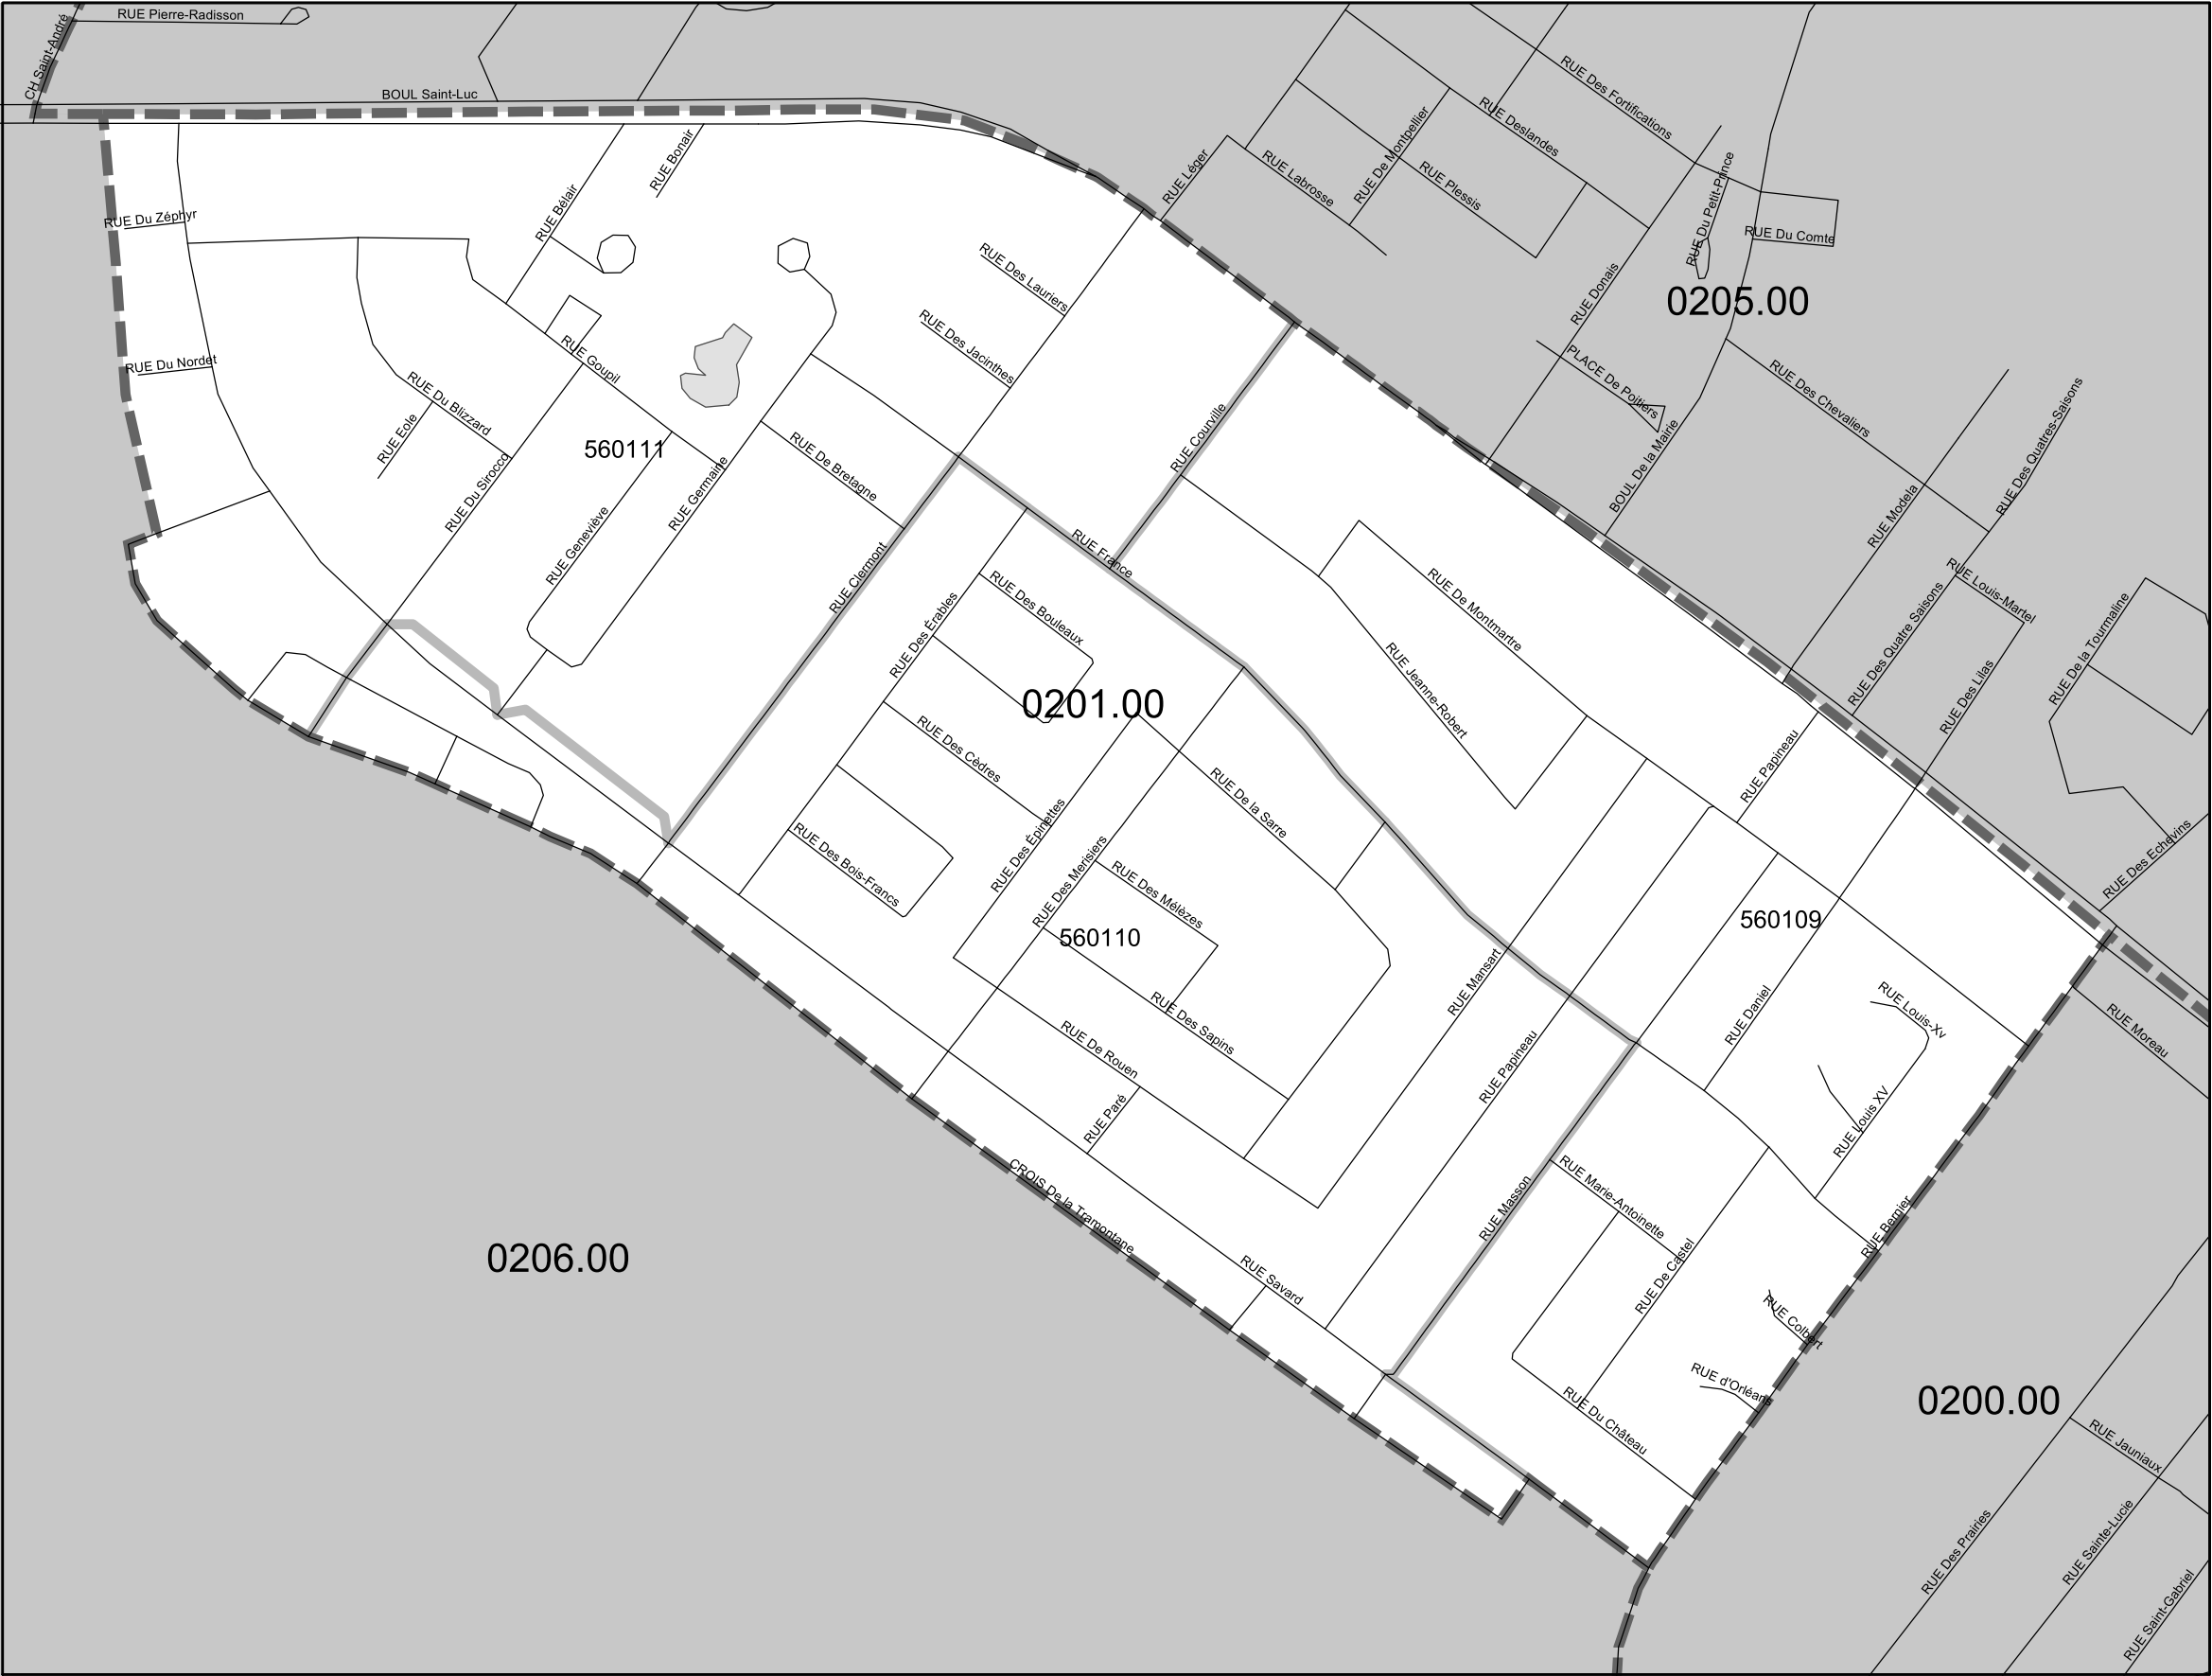 RUE Pierre-Radisson
CH Saint-André
BOUL Saint-Luc
RUE Des Fortifications
RUE Deslandes
RUE De Montpellier
RUE Plessis
RUE Labrosse
RUE Léger
RUE Du Petit-Prince
RUE Du Comte
RUE Donais
0205.00
PLACE De Poitiers
BOUL De la Mairie
RUE Des Chevaliers
RUE Modela
RUE Des Quatres-Saisons
RUE Louis-Martel
RUE Des Quatre Saisons
RUE Des Lilas
RUE De la Tourmaline
RUE Des Echevins
RUE Bonair
RUE Bélair
RUE Du Zéphyr
RUE Du Nordet
RUE Des Lauriers
RUE Des Jacinthes
RUE Goupil
RUE Du Blizzard
RUE Eole
560111
RUE Du Sirocco
RUE Geneviève
RUE Germaine
RUE De Bretagne
RUE Clermont
RUE Courville
RUE France
RUE Des Érables
RUE Des Bouleaux
0201.00
RUE Des Cèdres
RUE Des Bois-Francs
RUE Des Épinettes
RUE Des Merisiers
RUE De la Sarre
RUE Des Mélèzes
560110
RUE Des Sapins
RUE De Rouen
RUE Paré
RUE De Montmartre
RUE Jeanne-Robert
RUE Papineau
560109
RUE Mansart
RUE Papineau
RUE Daniel
RUE Louis-Xv
RUE Louis XV
RUE Moreau
RUE Masson
RUE Marie-Antoinette
RUE De Castel
RUE Bernier
RUE Colbert
RUE d'Orléans
RUE Du Château
RUE Savard
CROIS De la Tramontane
0206.00
0200.00
RUE Jauniaux
RUE Des Prairies
RUE Sainte-Lucie
RUE Saint-Gabriel